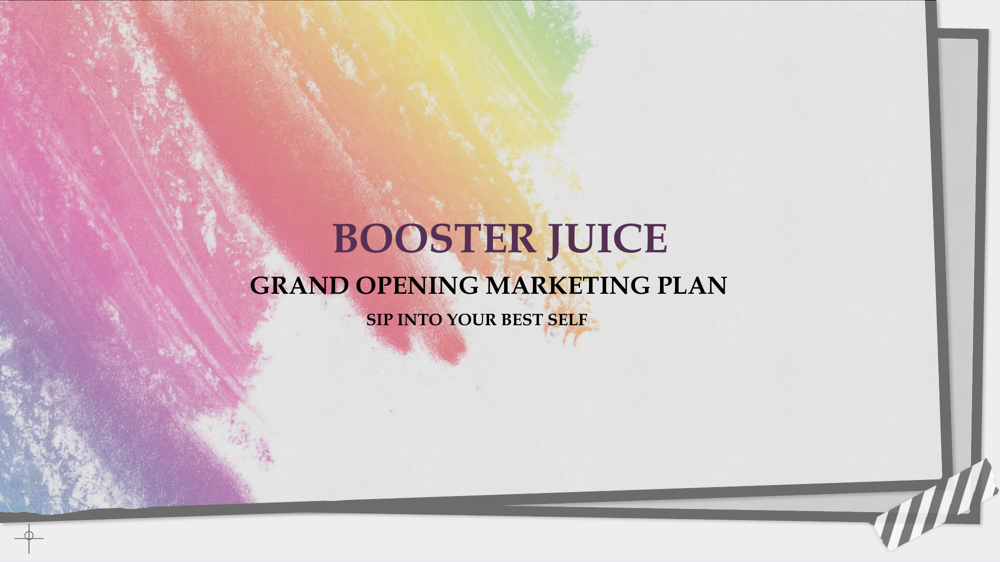 BOOSTER JUICE
GRAND OPENING MARKETING PLAN
SIP INTO YOUR BEST SELF